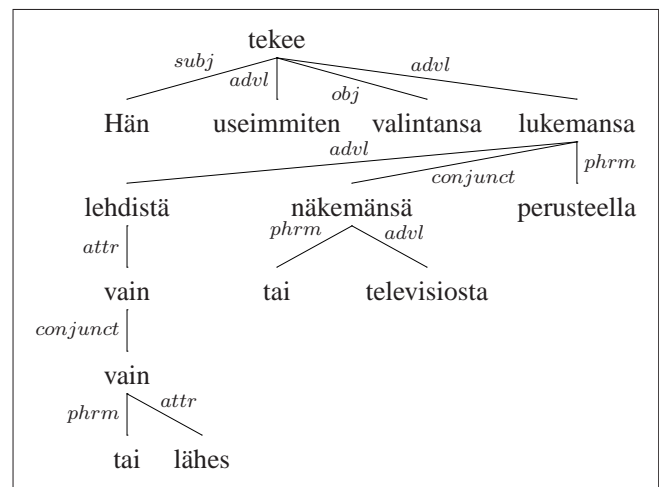 tekee
subj advl obj advl
Hän useimmiten valintansa lukemansa
advl conjunct phrm
lehdistä näkemänsä perusteella
attr phrm advl
vain tai televisiosta
conjunct
vain
phrm attr
tai lähes